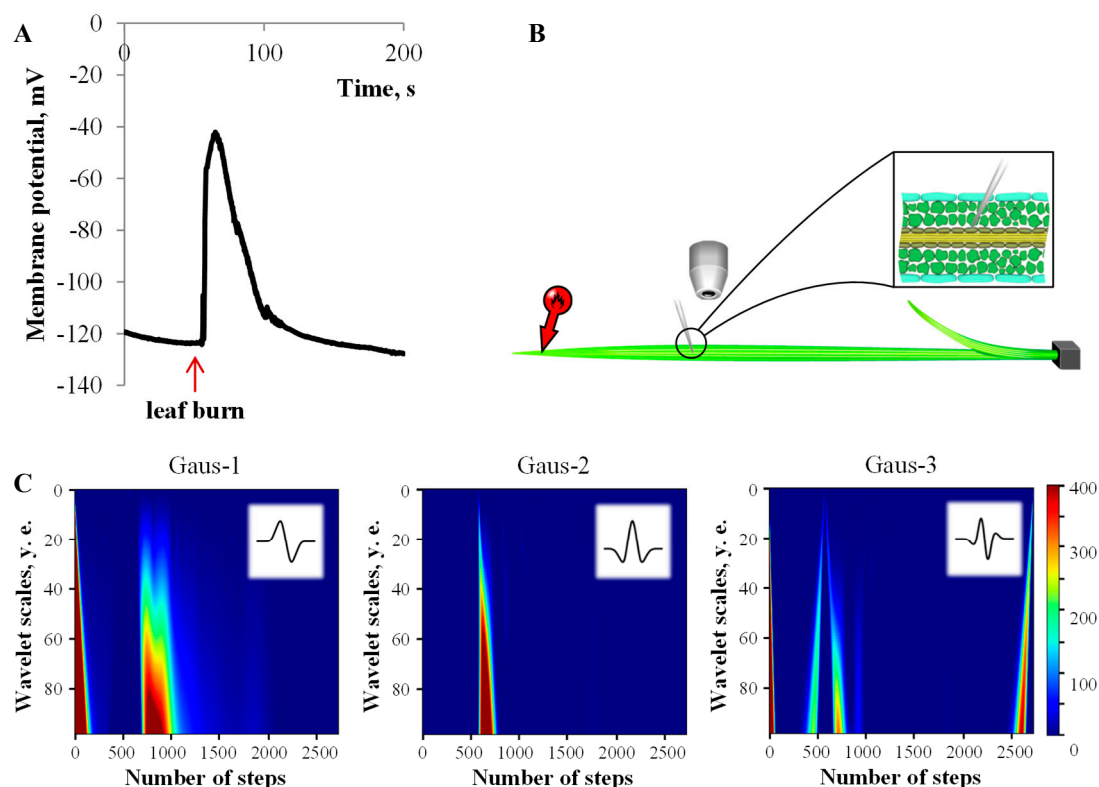 A
B
0
-20
-40
-60
-80
-100
-120
-140
0
100
200
Time, s
Membrane potential, mV
leaf burn
C
Gaus-1
Gaus-2
Gaus-3
0
20
40
60
80
Wavelet scales, y. e.
0 500 1000 1500 2000 2500
Number of steps
0
20
40
60
80
Wavelet scales, y. e.
0 500 1000 1500 2000 2500
Number of steps
0
20
40
60
80
Wavelet scales, y. e.
0 500 1000 1500 2000 2500
Number of steps
400
300
200
100
0